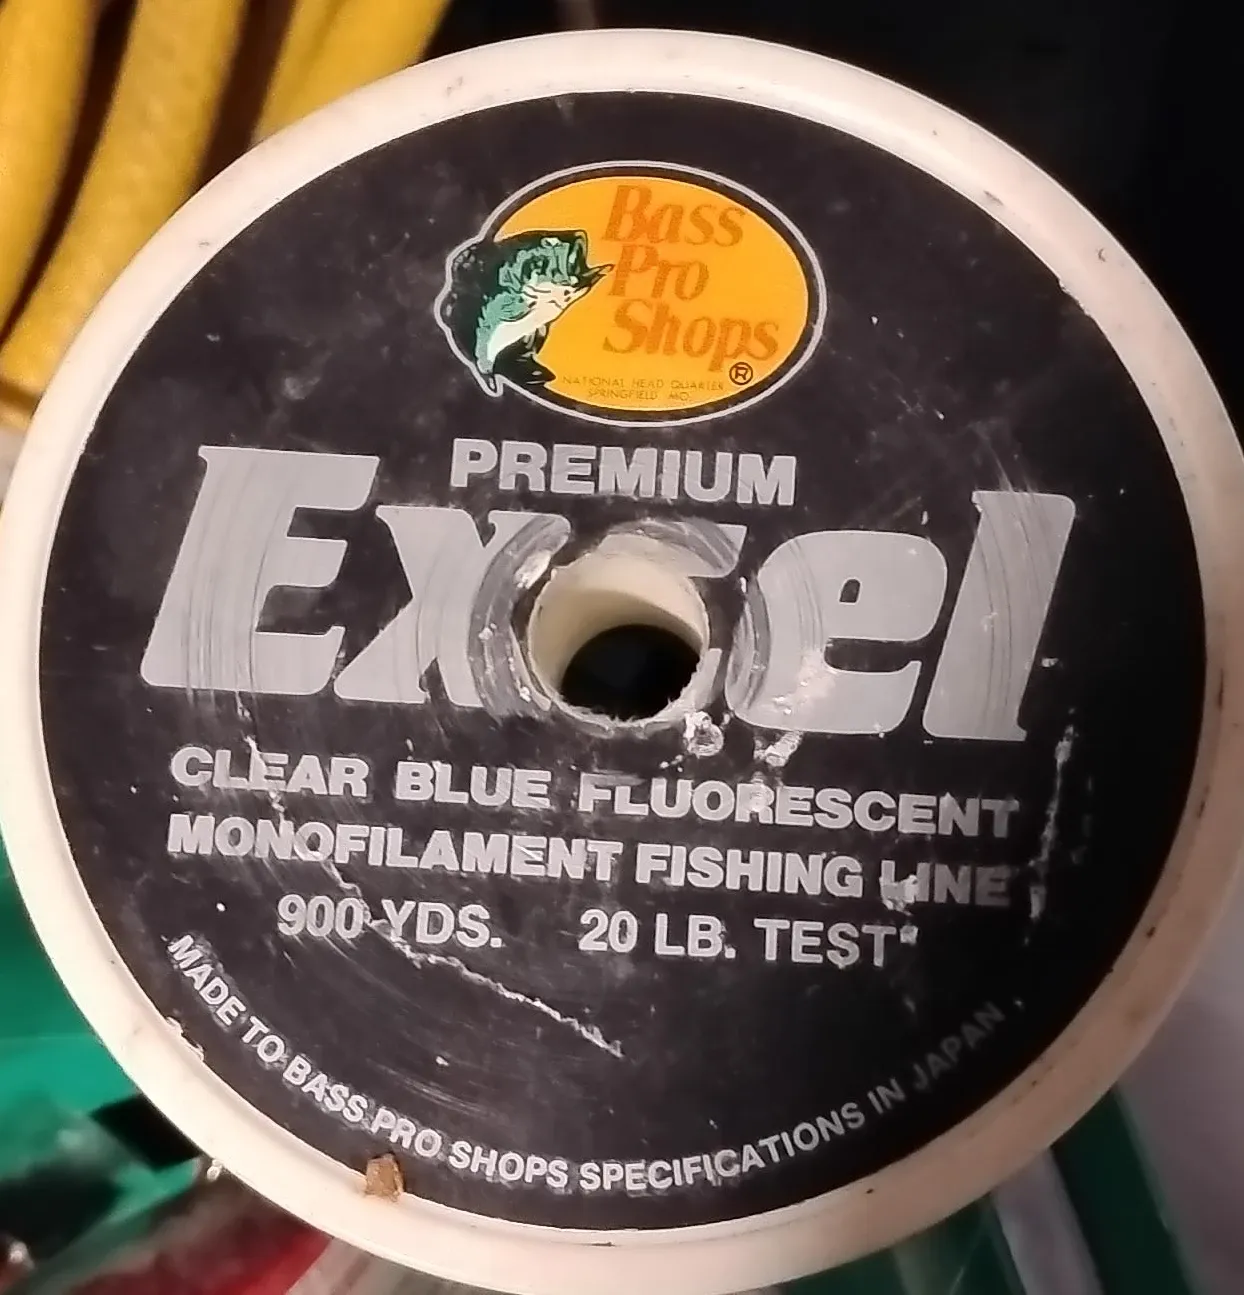 Bass
Pro
Shops®
NATIONAL HEAD QUARTER
SPRINGFIELD MO.
PREMIUM
Excel
CLEAR BLUE FLUORESCENT
MONOFILAMENT FISHING LINE
900 YDS. 20 LB. TEST*
MADE TO BASS PRO SHOPS SPECIFICATIONS IN JAPAN